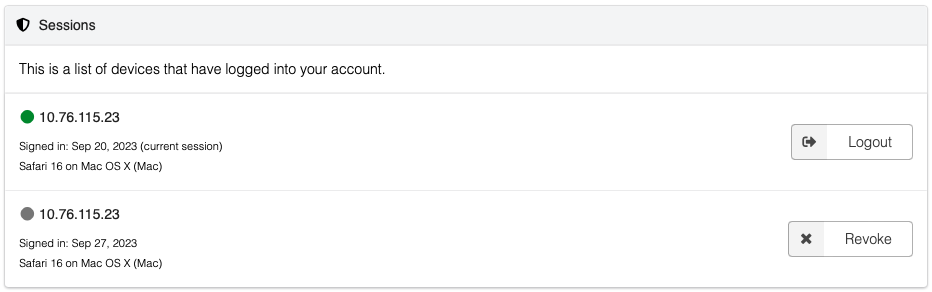 Sessions
This is a list of devices that have logged into your account.
10.76.115.23
Signed in: Sep 20, 2023 (current session)
Safari 16 on Mac OS X (Mac)
Logout
10.76.115.23
Signed in: Sep 27, 2023
Safari 16 on Mac OS X (Mac)
Revoke